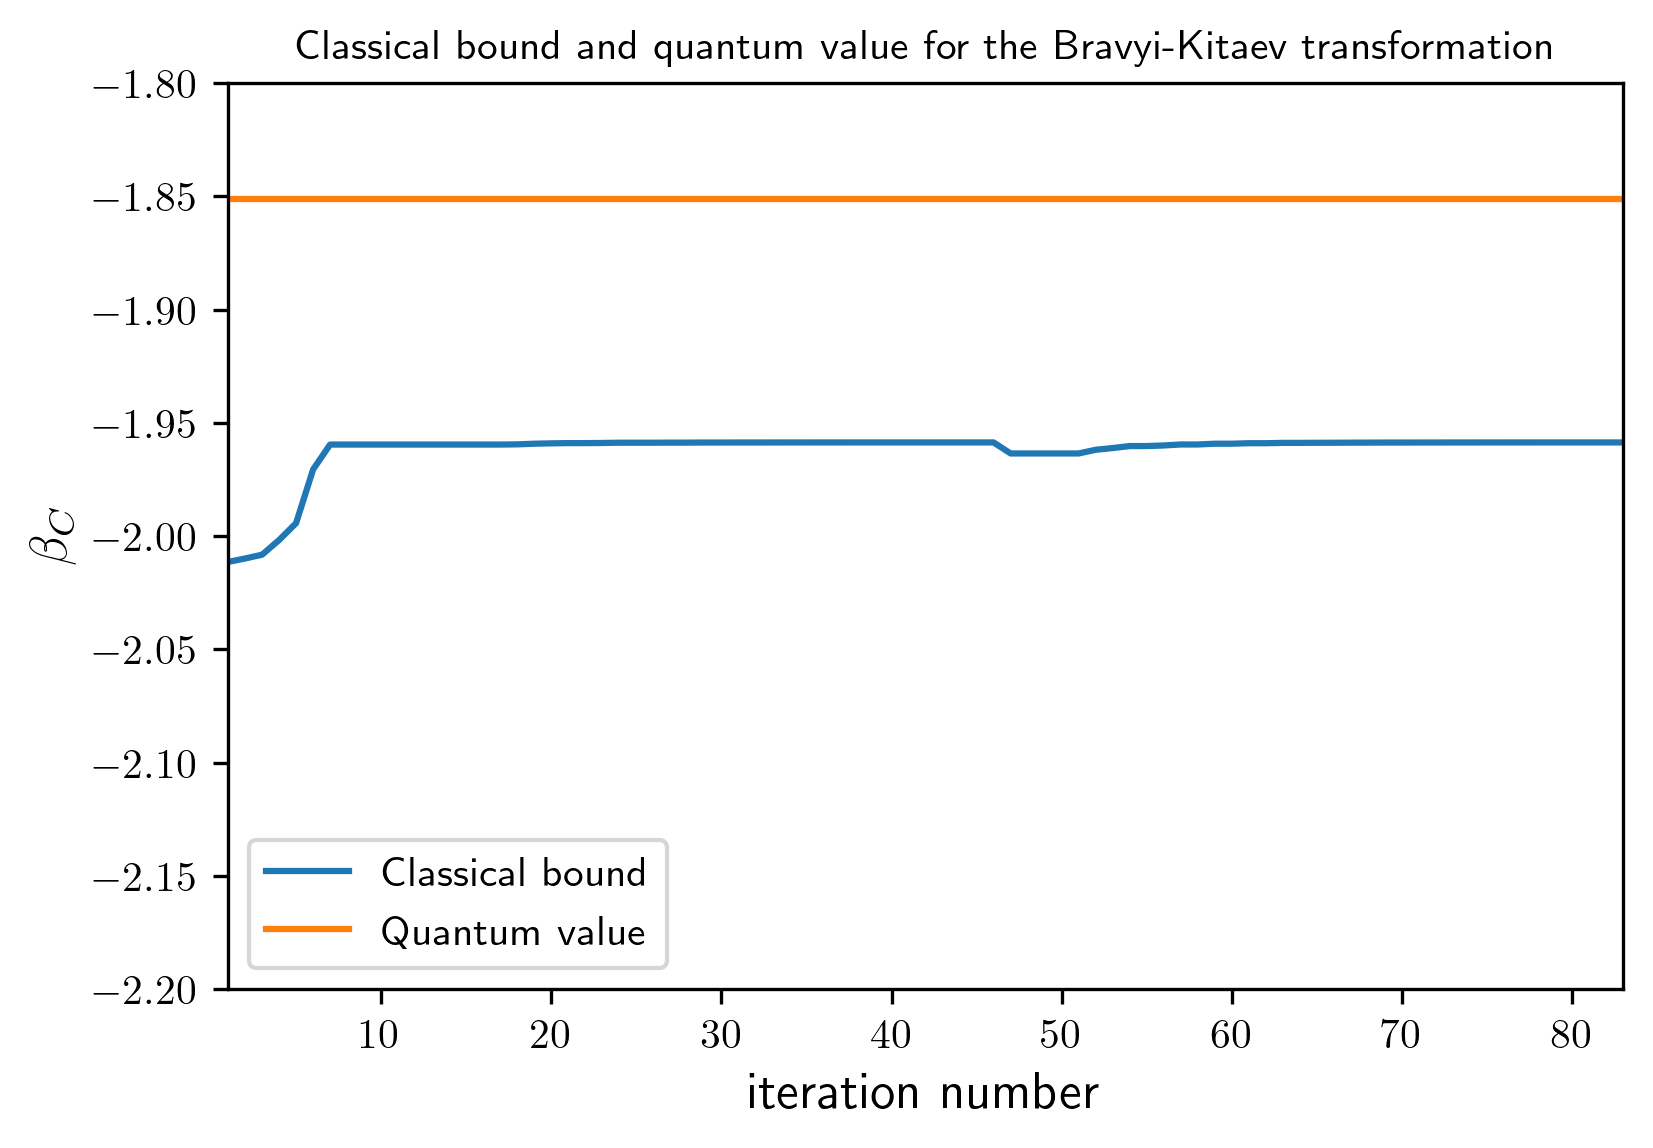 Classical bound and quantum value for the Bravyi-Kitaev transformation
−1.80
−1.85
−1.90
−1.95
−2.00
−2.05
−2.10
−2.15
−2.20
β_C
Classical bound
Quantum value
10 20 30 40 50 60 70 80
iteration number